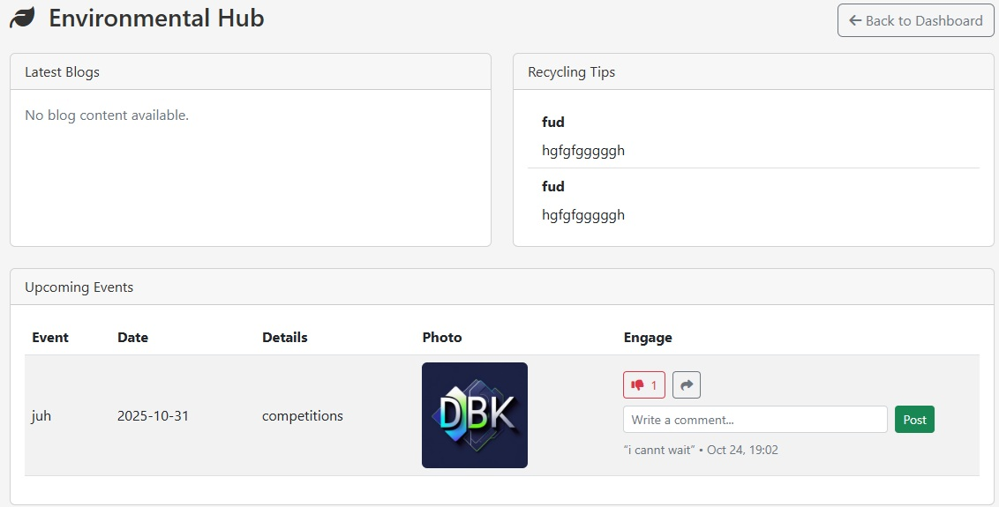 Environmental Hub
Back to Dashboard
Latest Blogs
No blog content available.
Recycling Tips
fud
hgfgfgggggh
fud
hgfgfgggggh
Upcoming Events
Event Date Details Photo Engage
juh 2025-10-31 competitions DBK 1
Write a comment... Post
“i cannt wait” • Oct 24, 19:02